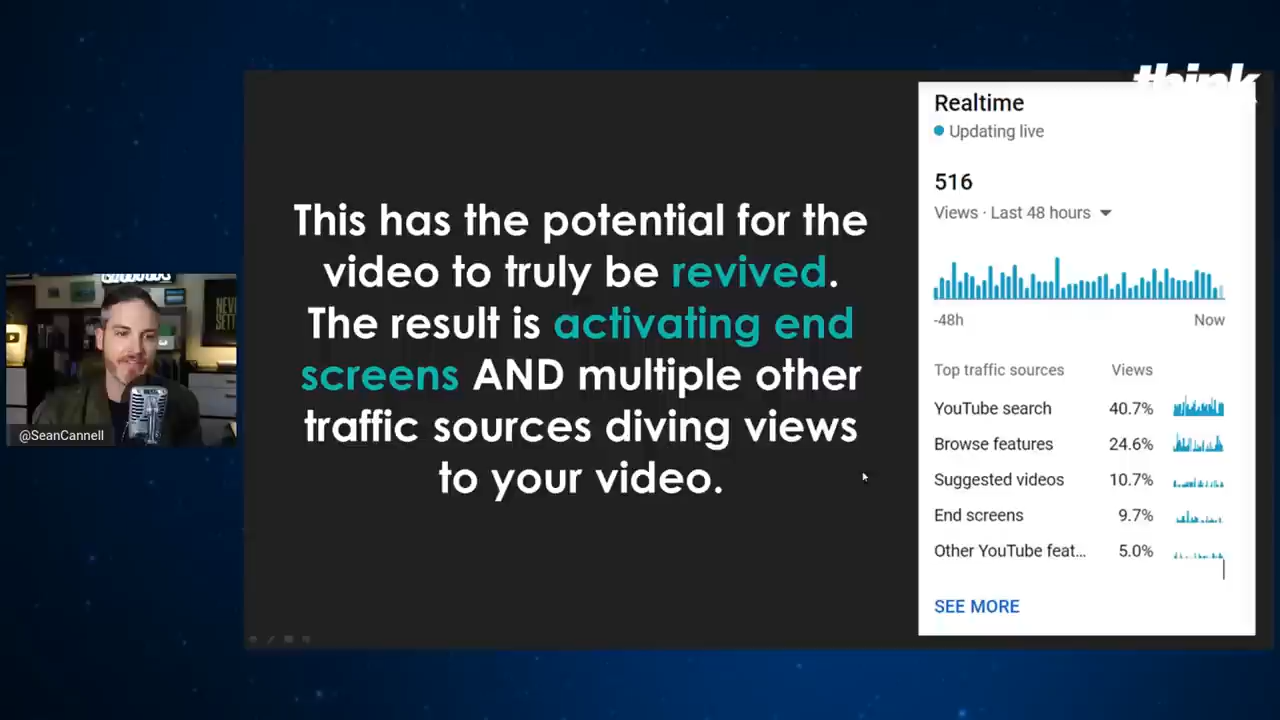 think
Realtime
Updating live
516
Views · Last 48 hours
-48h
Now
Top traffic sources
Views
YouTube search
40.7%
Browse features
24.6%
Suggested videos
10.7%
End screens
9.7%
Other YouTube feat...
5.0%
SEE MORE
This has the potential for the
video to truly be revived.
The result is activating end
screens AND multiple other
traffic sources diving views
to your video.
@SeanCannell